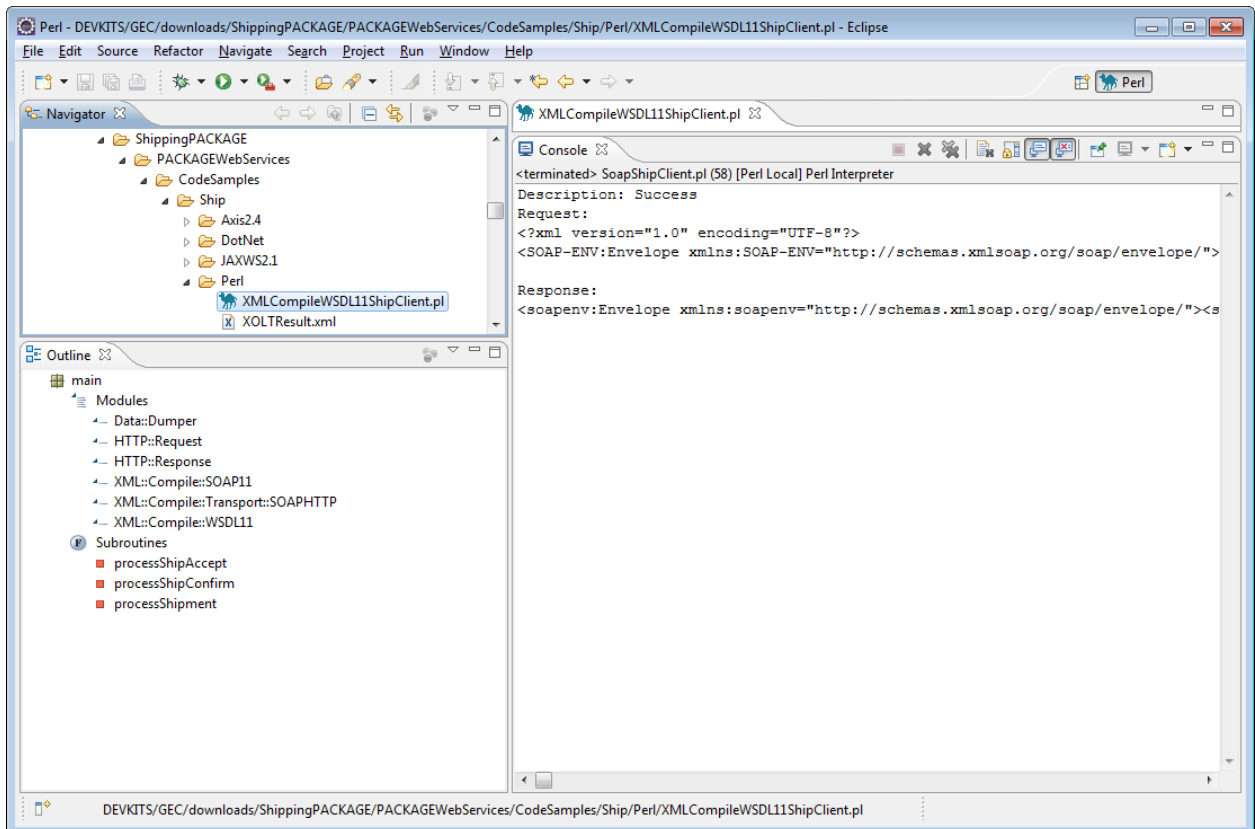 Perl - DEVKITS/GEC/downloads/ShippingPACKAGE/PACKAGEWebServices/CodeSamples/Ship/Perl/XMLCompileWSDL11ShipClient.pl - Eclipse
File Edit Source Refactor Navigate Search Project Run Window Help
Perl
Navigator
ShippingPACKAGE
PACKAGEWebServices
CodeSamples
Ship
Axis2.4
DotNet
JAXWS2.1
Perl
XMLCompileWSDL11ShipClient.pl
XOLTResult.xml
Outline
main
Modules
Data::Dumper
HTTP::Request
HTTP::Response
XML::Compile::SOAP11
XML::Compile::Transport::SOAPHTTP
XML::Compile::WSDL11
F Subroutines
processShipAccept
processShipConfirm
processShipment
XMLCompileWSDL11ShipClient.pl
Console
<terminated> SoapShipClient.pl (58) [Perl Local] Perl Interpreter
Description: Success
Request:
<?xml version="1.0" encoding="UTF-8"?>
<SOAP-ENV:Envelope xmlns:SOAP-ENV="http://schemas.xmlsoap.org/soap/envelope/">
Response:
<soapenv:Envelope xmlns:soapenv="http://schemas.xmlsoap.org/soap/envelope/"><s
DEVKITS/GEC/downloads/ShippingPACKAGE/PACKAGEWebServices/CodeSamples/Ship/Perl/XMLCompileWSDL11ShipClient.pl